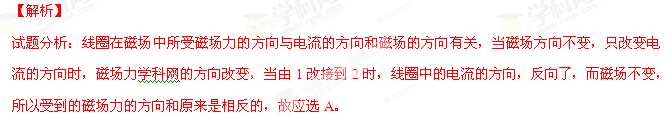 【解析】
试题分析：线圈在磁场中所受磁场力的方向与电流的方向和磁场的方向有关，当磁场方向不变，只改变电
流的方向时，磁场力学科网的方向改变，当由 1 改接到 2 时，线圈中的电流的方向，反向了，而磁场不变，
所以受到的磁场力的方向和原来是相反的，故应选 A。